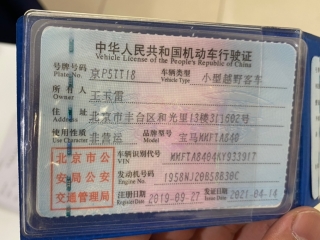 中华人民共和国机动车行驶证
Vehicle License of the People's Republic of China
号牌号码 Plate No. 京P5TT18 车辆类型 Vehicle Type 小型越野客车
所有人 Owner 王玉雷
住址 Address 北京市丰台区和光里13楼3门602号
使用性质 Use Character 非营运 品牌型号 Model 宝马WMFTA840
北京市公安局公安交通管理局
车辆识别代号 VIN
发动机号码 Engine No. 195BNJ20B5BB30C
注册日期 Register Date 2019-09-27 发证日期 Issue Date 2021-04-14